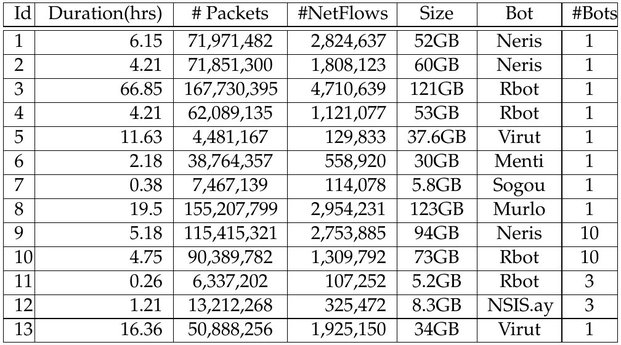 Id Duration(hrs) # Packets #NetFlows Size Bot #Bots
1 6.15 71,971,482 2,824,637 52GB Neris 1
2 4.21 71,851,300 1,808,123 60GB Neris 1
3 66.85 167,730,395 4,710,639 121GB Rbot 1
4 4.21 62,089,135 1,121,077 53GB Rbot 1
5 11.63 4,481,167 129,833 37.6GB Virut 1
6 2.18 38,764,357 558,920 30GB Menti 1
7 0.38 7,467,139 114,078 5.8GB Sogou 1
8 19.5 155,207,799 2,954,231 123GB Murlo 1
9 5.18 115,415,321 2,753,885 94GB Neris 10
10 4.75 90,389,782 1,309,792 73GB Rbot 10
11 0.26 6,337,202 107,252 5.2GB Rbot 3
12 1.21 13,212,268 325,472 8.3GB NSIS.ay 3
13 16.36 50,888,256 1,925,150 34GB Virut 1